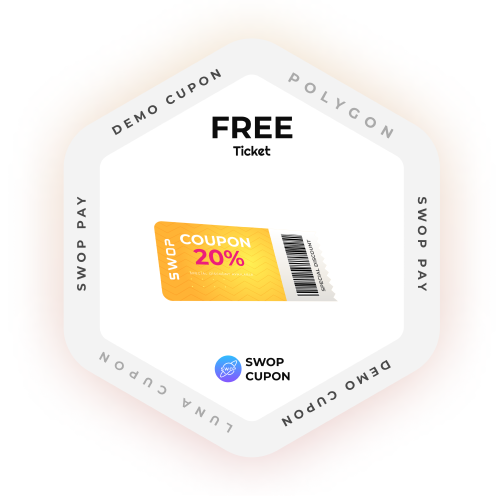 DEMO CUPON
POLYGON
FREE
Ticket
SWOP PAY
SWOP PAY
SWOP
COUPON
20%
SPECIAL DISCOUNT
SWOP
CUPON
LUNA CUPON
DEMO CUPON